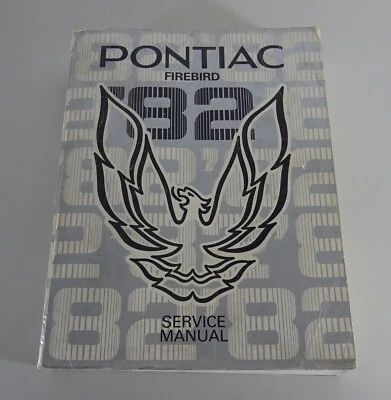 PONTIAC
FIREBIRD
'82
SERVICE
MANUAL